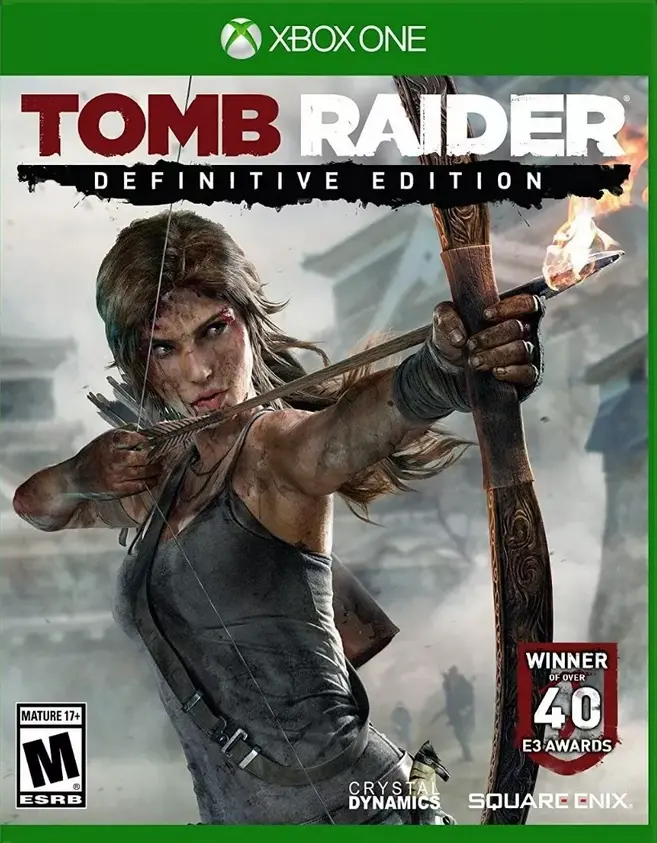 XBOX ONE
TOMB RAIDER®
DEFINITIVE EDITION
WINNER
OF OVER
40
E3 AWARDS
MATURE 17+
M
ESRB
CRYSTAL
DYNAMICS
SQUARE ENIX.